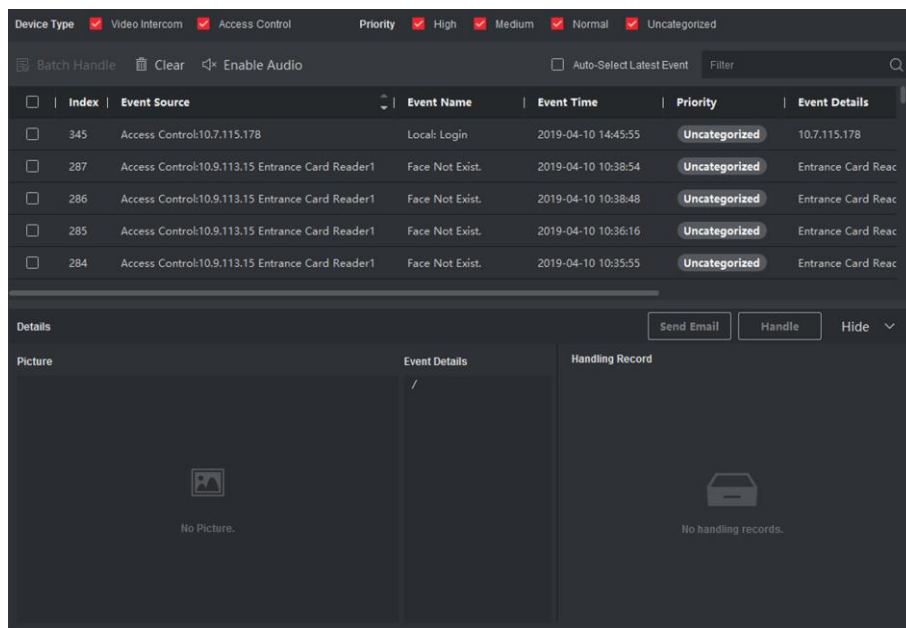 Device Type Video Intercom Access Control Priority High Medium Normal Uncategorized
Batch Handle Clear Enable Audio Auto-Select Latest Event Filter
Index Event Source Event Name Event Time Priority Event Details
345 Access Control:10.7.115.178 Local: Login 2019-04-10 14:45:55 Uncategorized 10.7.115.178
287 Access Control:10.9.113.15 Entrance Card Reader1 Face Not Exist. 2019-04-10 10:38:54 Uncategorized Entrance Card Reac
286 Access Control:10.9.113.15 Entrance Card Reader1 Face Not Exist. 2019-04-10 10:38:48 Uncategorized Entrance Card Reac
285 Access Control:10.9.113.15 Entrance Card Reader1 Face Not Exist. 2019-04-10 10:36:16 Uncategorized Entrance Card Reac
284 Access Control:10.9.113.15 Entrance Card Reader1 Face Not Exist. 2019-04-10 10:35:55 Uncategorized Entrance Card Reac
Details Send Email Handle Hide
Picture Event Details Handling Record
/
No Picture. No handling records.